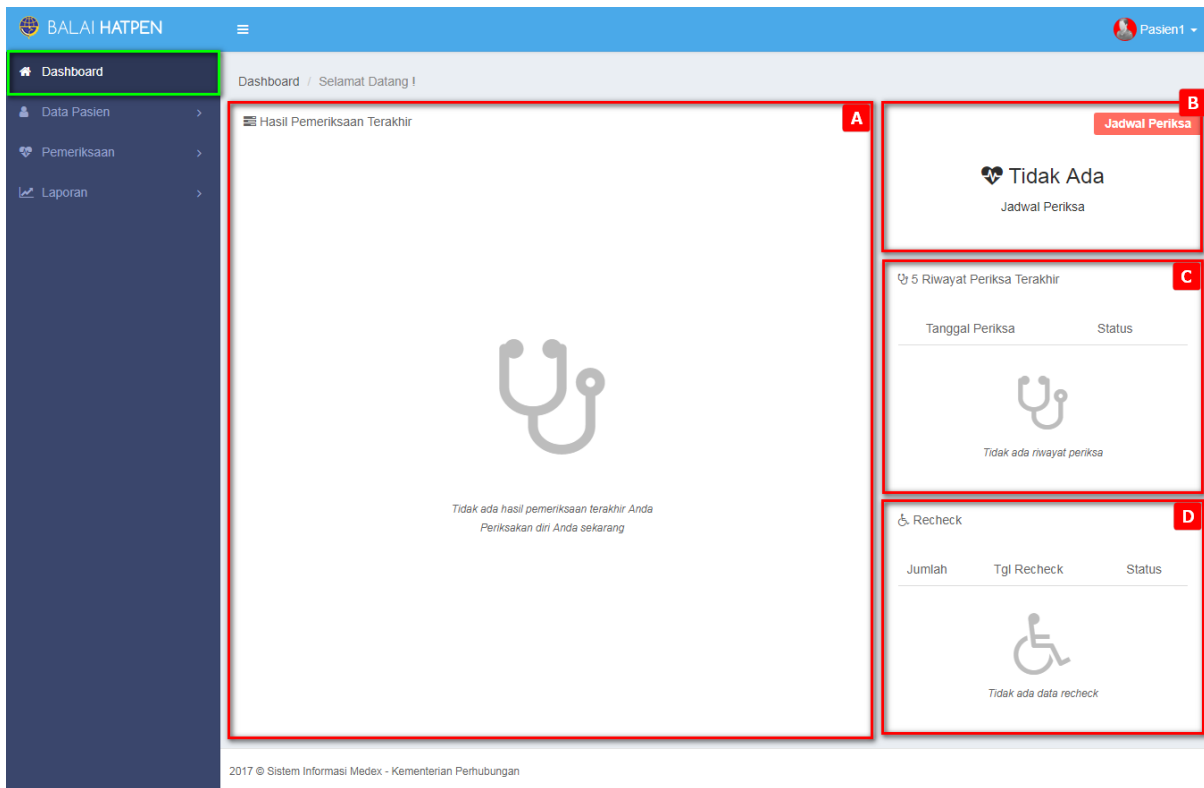 BALAI HATPEN
Pasien1
Dashboard
Data Pasien
Pemeriksaan
Laporan
Dashboard / Selamat Datang !
Hasil Pemeriksaan Terakhir
A
Tidak ada hasil pemeriksaan terakhir Anda
Periksakan diri Anda sekarang
B
Jadwal Periksa
Tidak Ada
Jadwal Periksa
C
5 Riwayat Periksa Terakhir
Tanggal Periksa Status
Tidak ada riwayat periksa
D
Recheck
Jumlah Tgl Recheck Status
Tidak ada data recheck
2017 © Sistem Informasi Medex - Kementerian Perhubungan